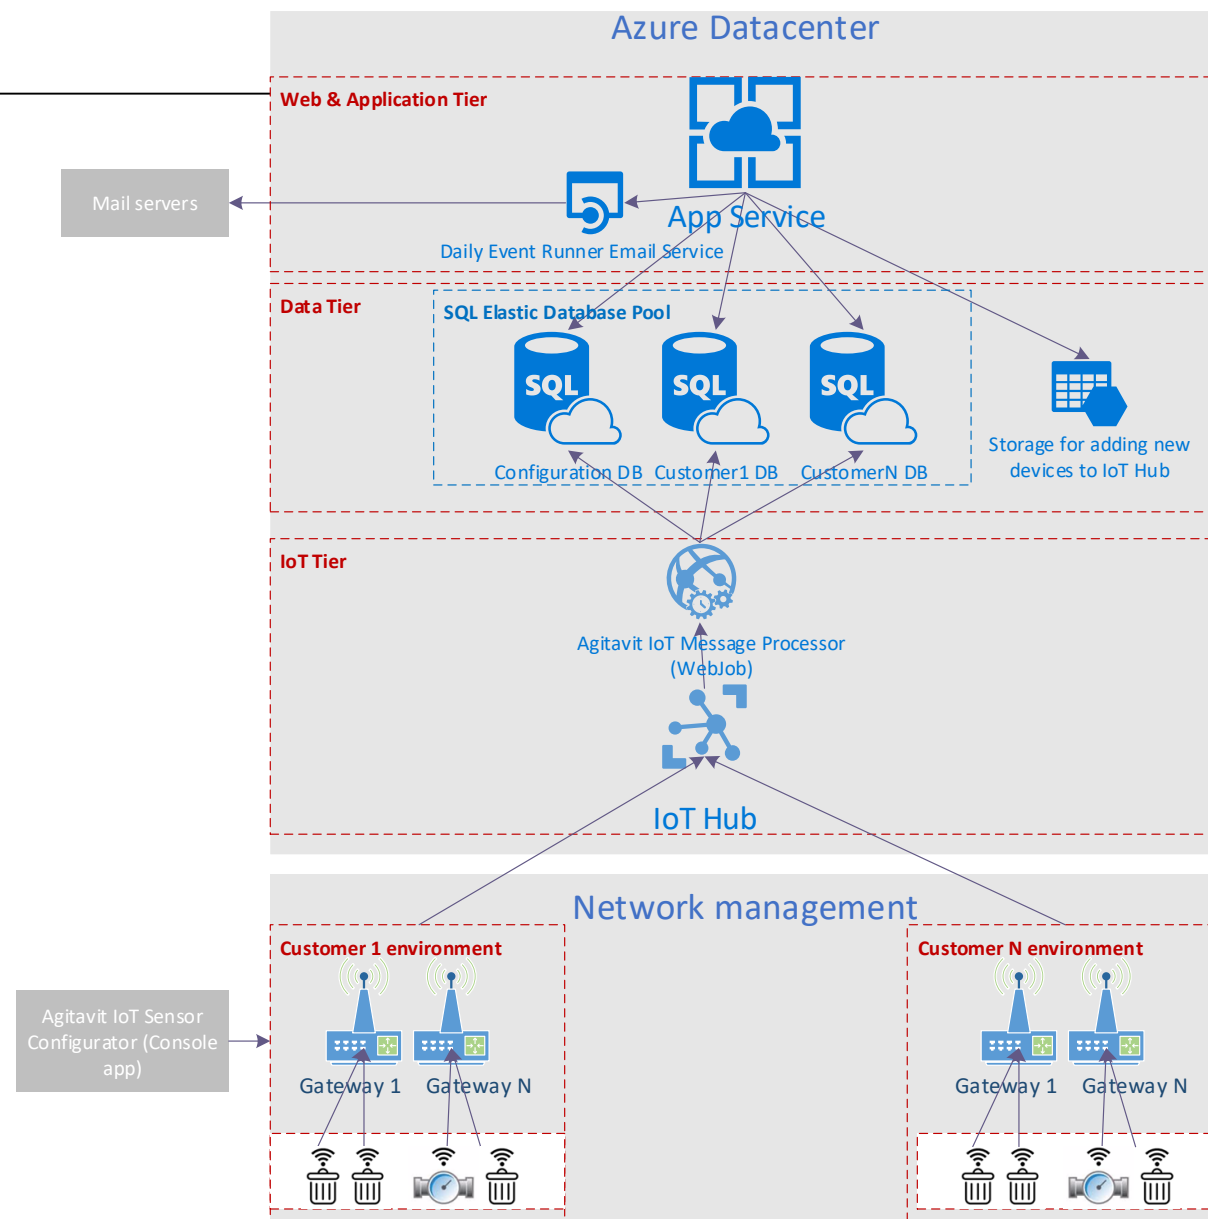 Azure Datacenter
Web & Application Tier
Mail servers
App Service
Daily Event Runner Email Service
Data Tier
SQL Elastic Database Pool
SQL
SQL
SQL
Configuration DB
Customer1 DB
CustomerN DB
Storage for adding new
devices to IoT Hub
IoT Tier
Agitavit IoT Message Processor
(WebJob)
IoT Hub
Network management
Customer 1 environment
Customer N environment
Agitavit IoT Sensor
Configurator (Console
app)
Gateway 1
Gateway N
Gateway 1
Gateway N